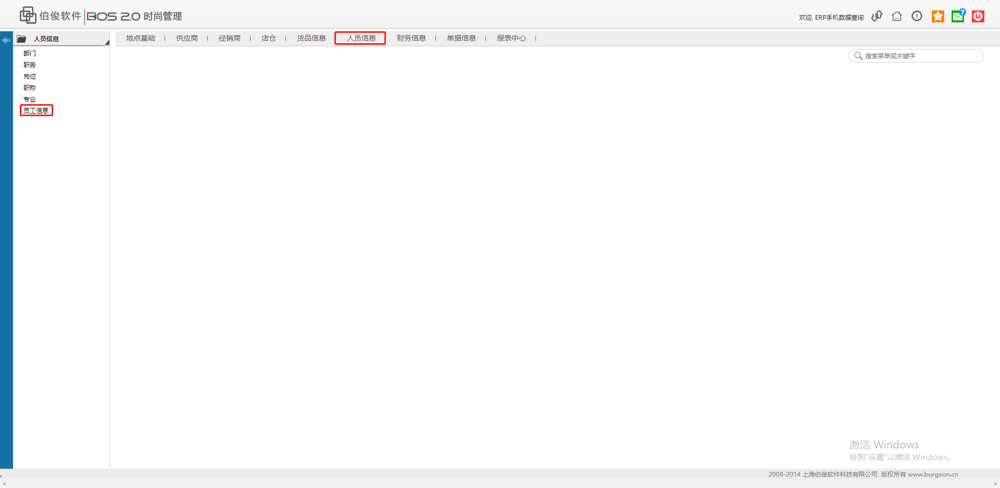 伯俊软件 BOS 2.0 时尚管理
欢迎, ERP手机数据查询
7
人员信息
地点基础 供应商 经销商 店仓 货品信息 人员信息 财务信息 单据信息 报表中心
搜索菜单或关键字
部门
职务
岗位
职称
专业
员工信息
激活 Windows
转到“设置”以激活 Windows。
2008-2014 上海伯俊软件科技有限公司 版权所有 www.burgeon.cn